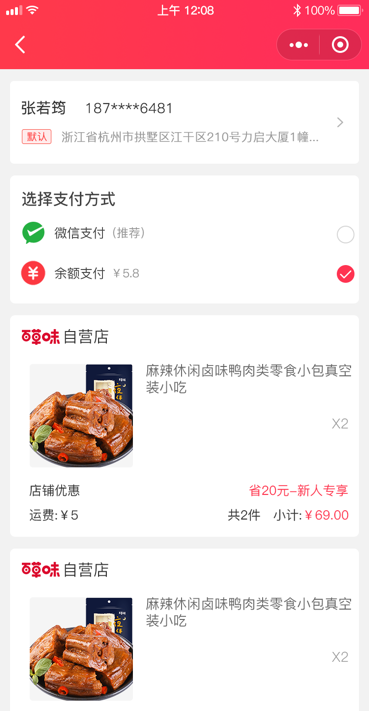 上午 12:08
100%
张若筠 187****6481
默认 浙江省杭州市拱墅区江干区210号力启大厦1幢...
选择支付方式
微信支付（推荐）
余额支付 ￥5.8
百草味 自营店
麻辣休闲卤味鸭肉类零食小包真空
装小吃
X2
店铺优惠 省20元-新人专享
运费:￥5 共2件 小计:￥69.00
百草味 自营店
麻辣休闲卤味鸭肉类零食小包真空
装小吃
X2